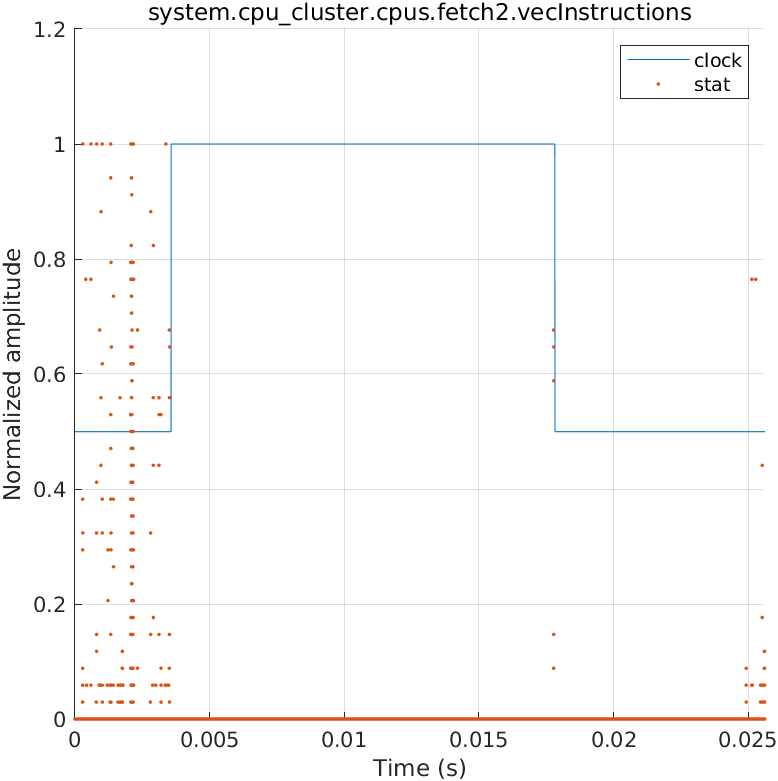 system.cpu_cluster.cpus.fetch2.vecInstructions
clock
stat
Normalized amplitude
1.2
1
0.8
0.6
0.4
0.2
0
0 0.005 0.01 0.015 0.02 0.025
Time (s)